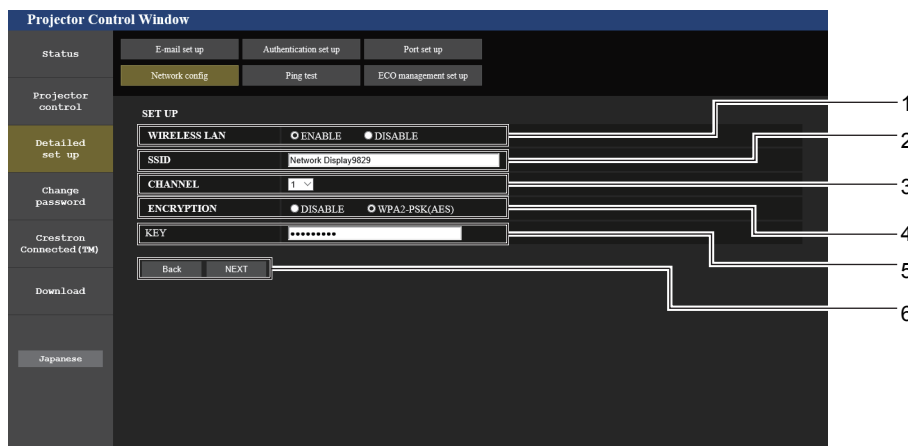 Projector Control Window
Status
E-mail set up Authentication set up Port set up
Network config Ping test ECO management set up
Projector
control
Detailed
set up
Change
password
Crestron
Connected(TM)
Download
Japanese
SET UP
WIRELESS LAN ENABLE DISABLE 1
SSID Network Display9829 2
CHANNEL 1 3
ENCRYPTION DISABLE WPA2-PSK(AES) 4
KEY ••••••••• 5
Back NEXT 6